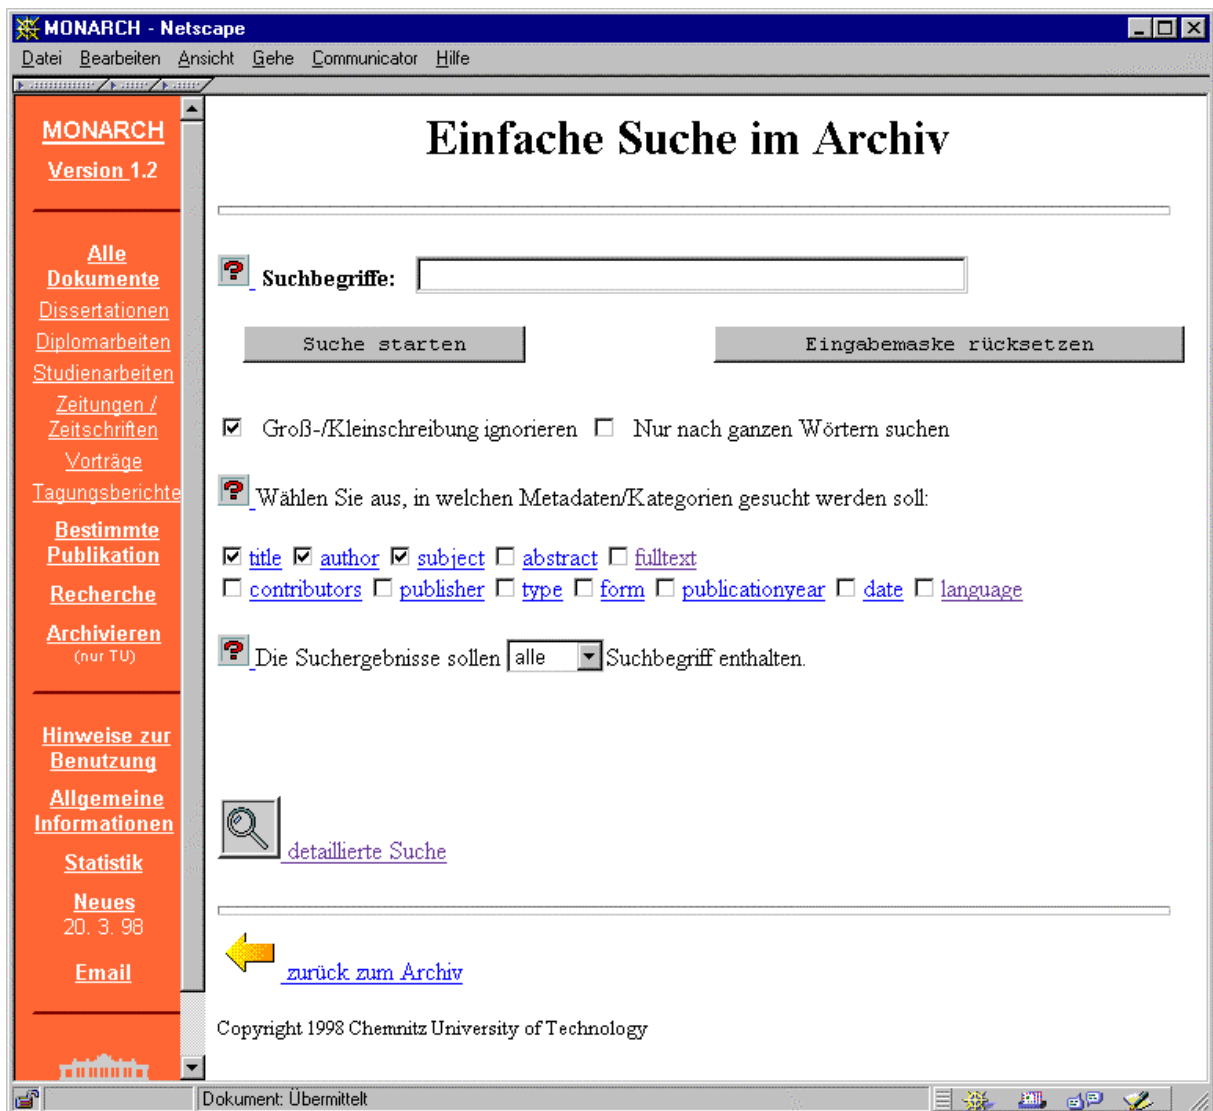 MONARCH - Netscape
Datei Bearbeiten Ansicht Gehe Communicator Hilfe
MONARCH
Version 1.2
Alle
Dokumente
Dissertationen
Diplomarbeiten
Studienarbeiten
Zeitungen /
Zeitschriften
Vorträge
Tagungsberichte
Bestimmte
Publikation
Recherche
Archivieren
(nur TU)
Hinweise zur
Benutzung
Allgemeine
Informationen
Statistik
Neues
20. 3. 98
Email
Einfache Suche im Archiv
? Suchbegriffe:
Suche starten Eingabemaske rücksetzen
Groß-/Kleinschreibung ignorieren Nur nach ganzen Wörtern suchen
? Wählen Sie aus, in welchen Metadaten/Kategorien gesucht werden soll:
title author subject abstract fulltext
contributors publisher type form publicationyear date language
? Die Suchergebnisse sollen alle Suchbegriff enthalten.
detaillierte Suche
zurück zum Archiv
Copyright 1998 Chemnitz University of Technology
Dokument: Übermittelt